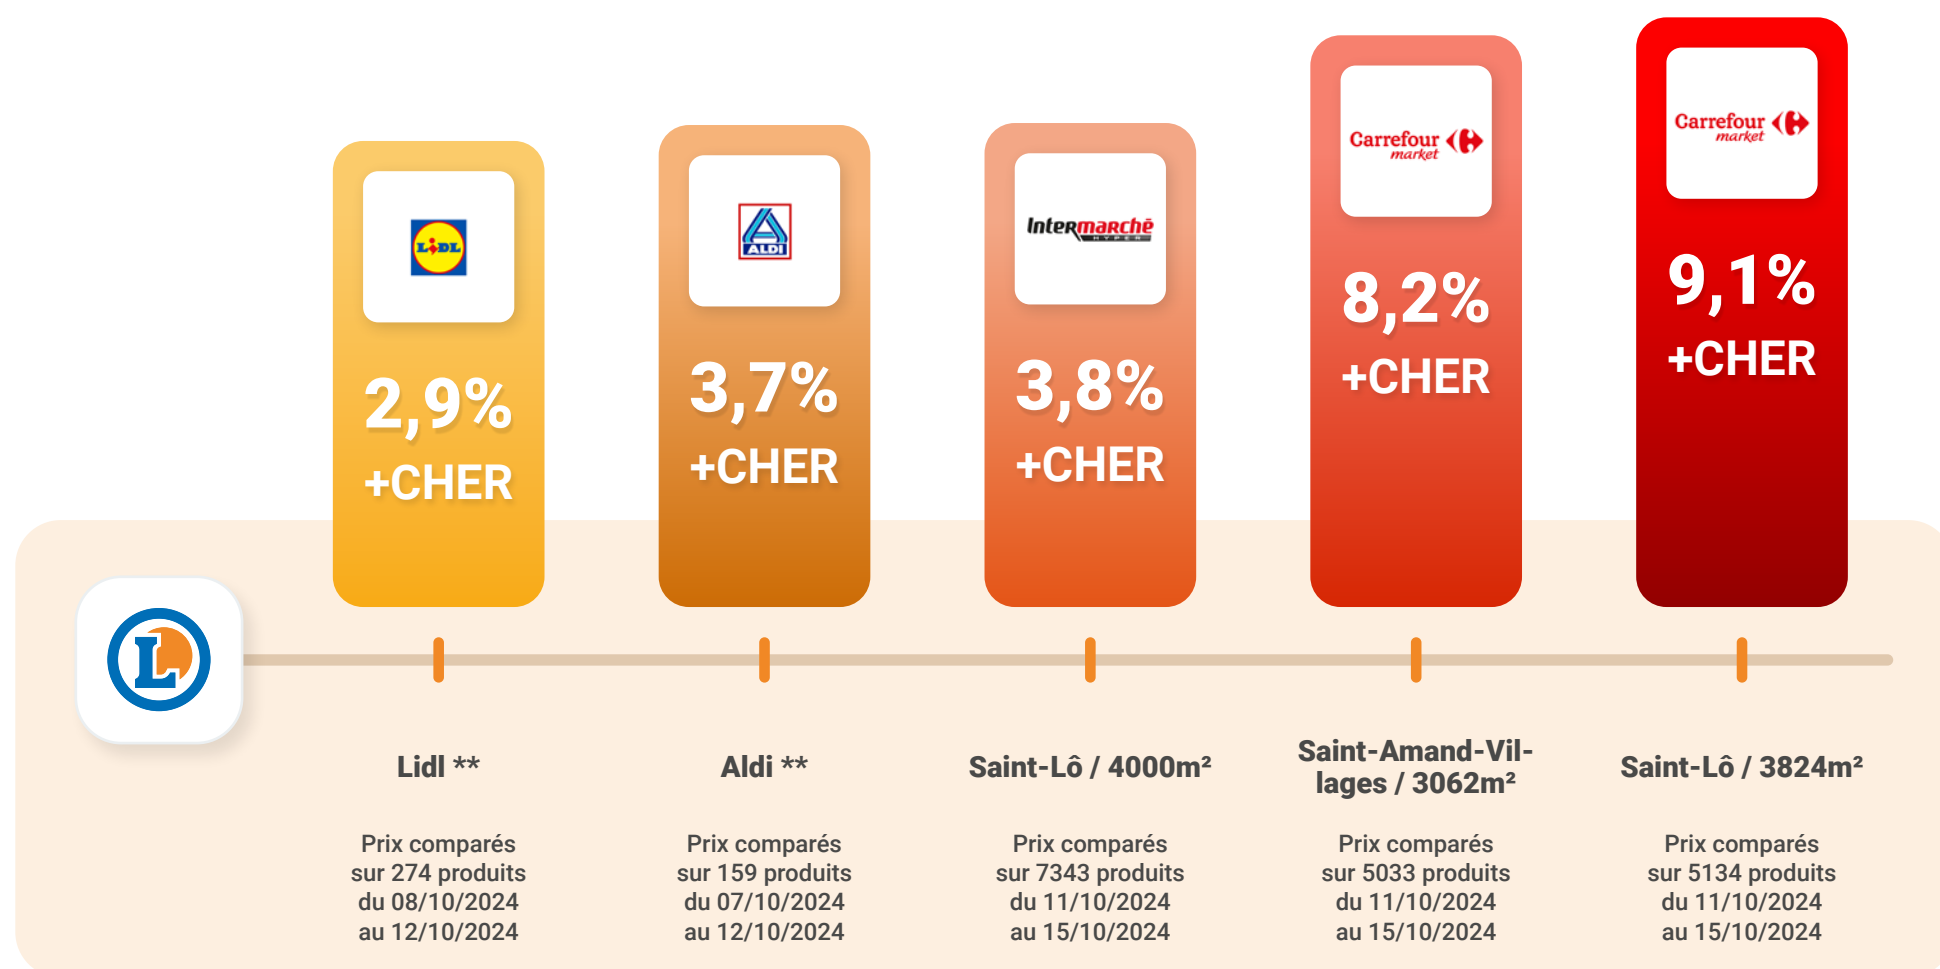 LiDL
2,9%
+CHER
ALDI
3,7%
+CHER
Intermarchē
HYPER
3,8%
+CHER
Carrefour
market
8,2%
+CHER
Carrefour
market
9,1%
+CHER
L
Lidl **
Prix comparés
sur 274 produits
du 08/10/2024
au 12/10/2024
Aldi **
Prix comparés
sur 159 produits
du 07/10/2024
au 12/10/2024
Saint-Lô / 4000m²
Prix comparés
sur 7343 produits
du 11/10/2024
au 15/10/2024
Saint-Amand-Vil-
lages / 3062m²
Prix comparés
sur 5033 produits
du 11/10/2024
au 15/10/2024
Saint-Lô / 3824m²
Prix comparés
sur 5134 produits
du 11/10/2024
au 15/10/2024